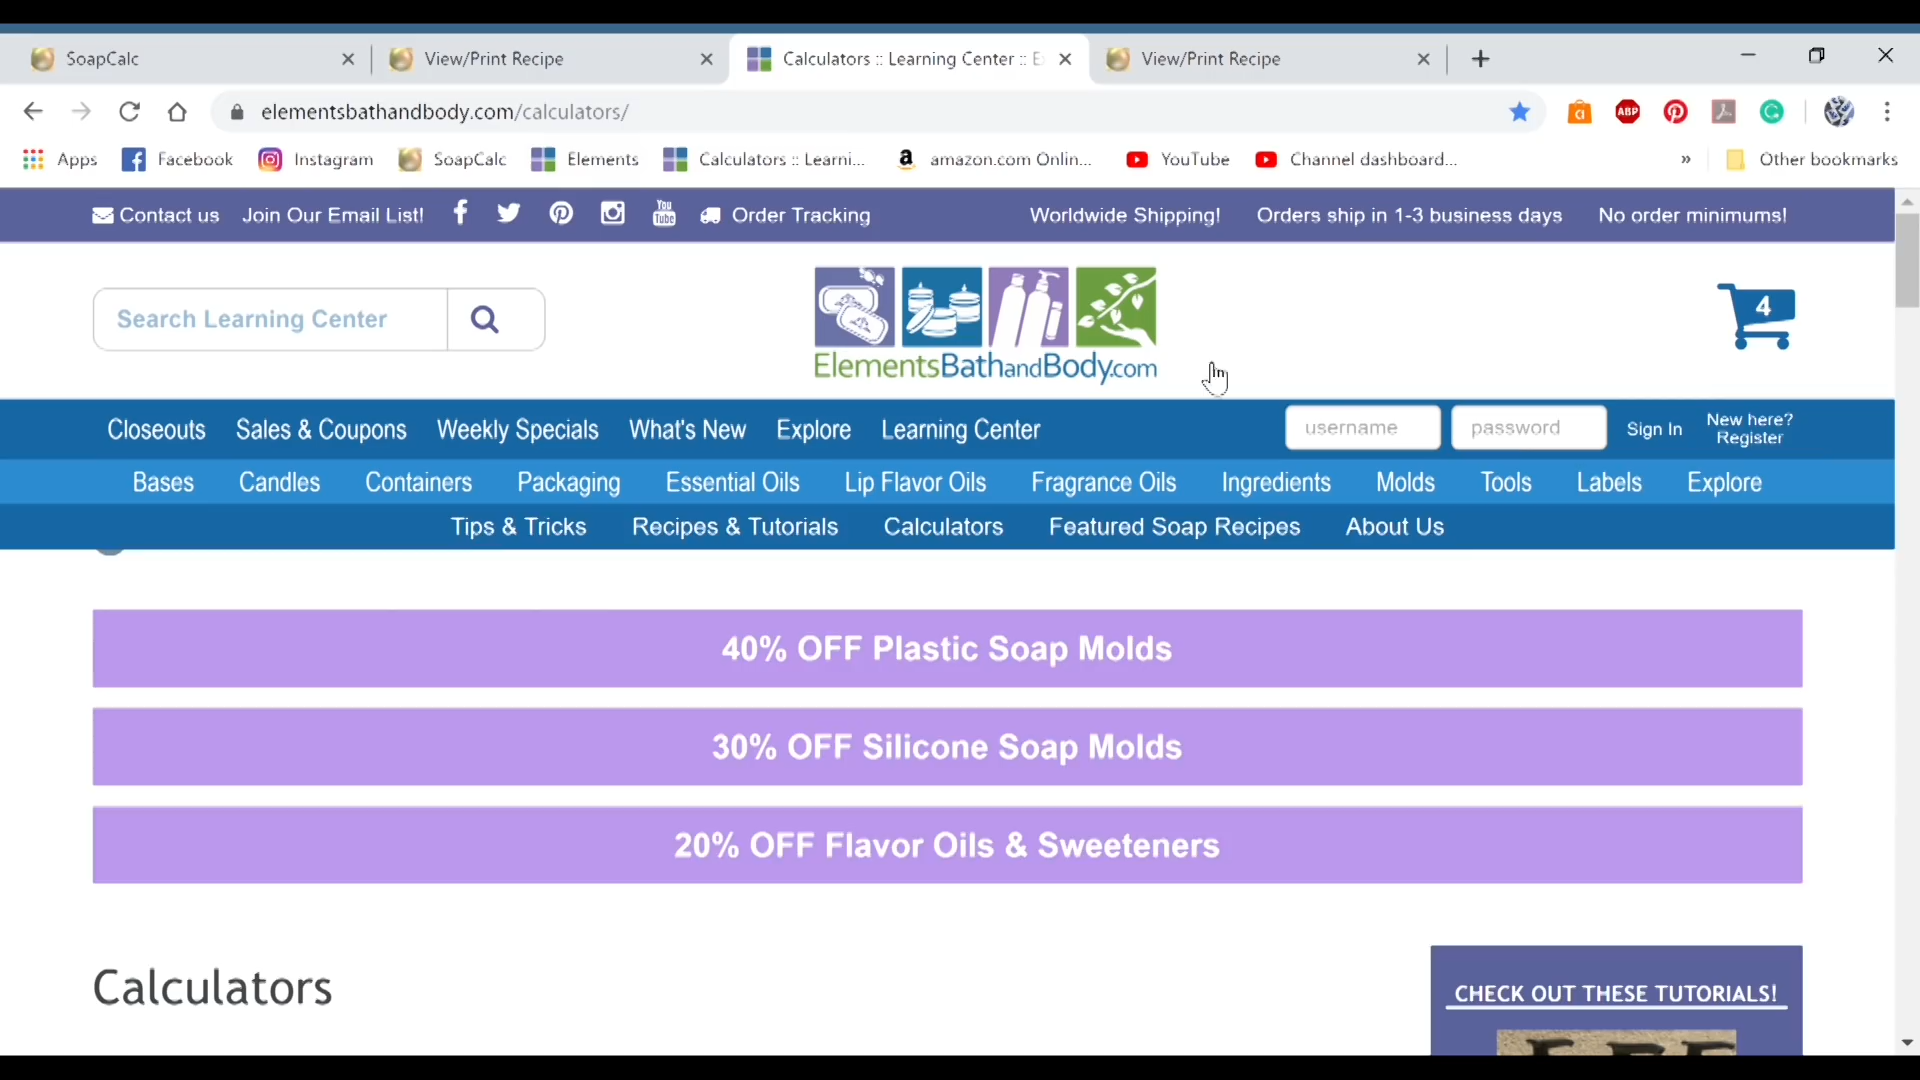 SoapCalc
View/Print Recipe
Calculators :: Learning Center :: E
View/Print Recipe
elementsbathandbody.com/calculators/
ABP
Apps
Facebook
Instagram
SoapCalc
Elements
Calculators :: Learni...
amazon.com Onlin...
YouTube
Channel dashboard...
»
Other bookmarks
Contact us
Join Our Email List!
You Tube
Order Tracking
Worldwide Shipping!
Orders ship in 1-3 business days
No order minimums!
Search Learning Center
ElementsBathandBody.com
4
Closeouts
Sales & Coupons
Weekly Specials
What's New
Explore
Learning Center
username
password
Sign In
New here?
Register
Bases
Candles
Containers
Packaging
Essential Oils
Lip Flavor Oils
Fragrance Oils
Ingredients
Molds
Tools
Labels
Explore
Tips & Tricks
Recipes & Tutorials
Calculators
Featured Soap Recipes
About Us
40% OFF Plastic Soap Molds
30% OFF Silicone Soap Molds
20% OFF Flavor Oils & Sweeteners
Calculators
CHECK OUT THESE TUTORIALS!